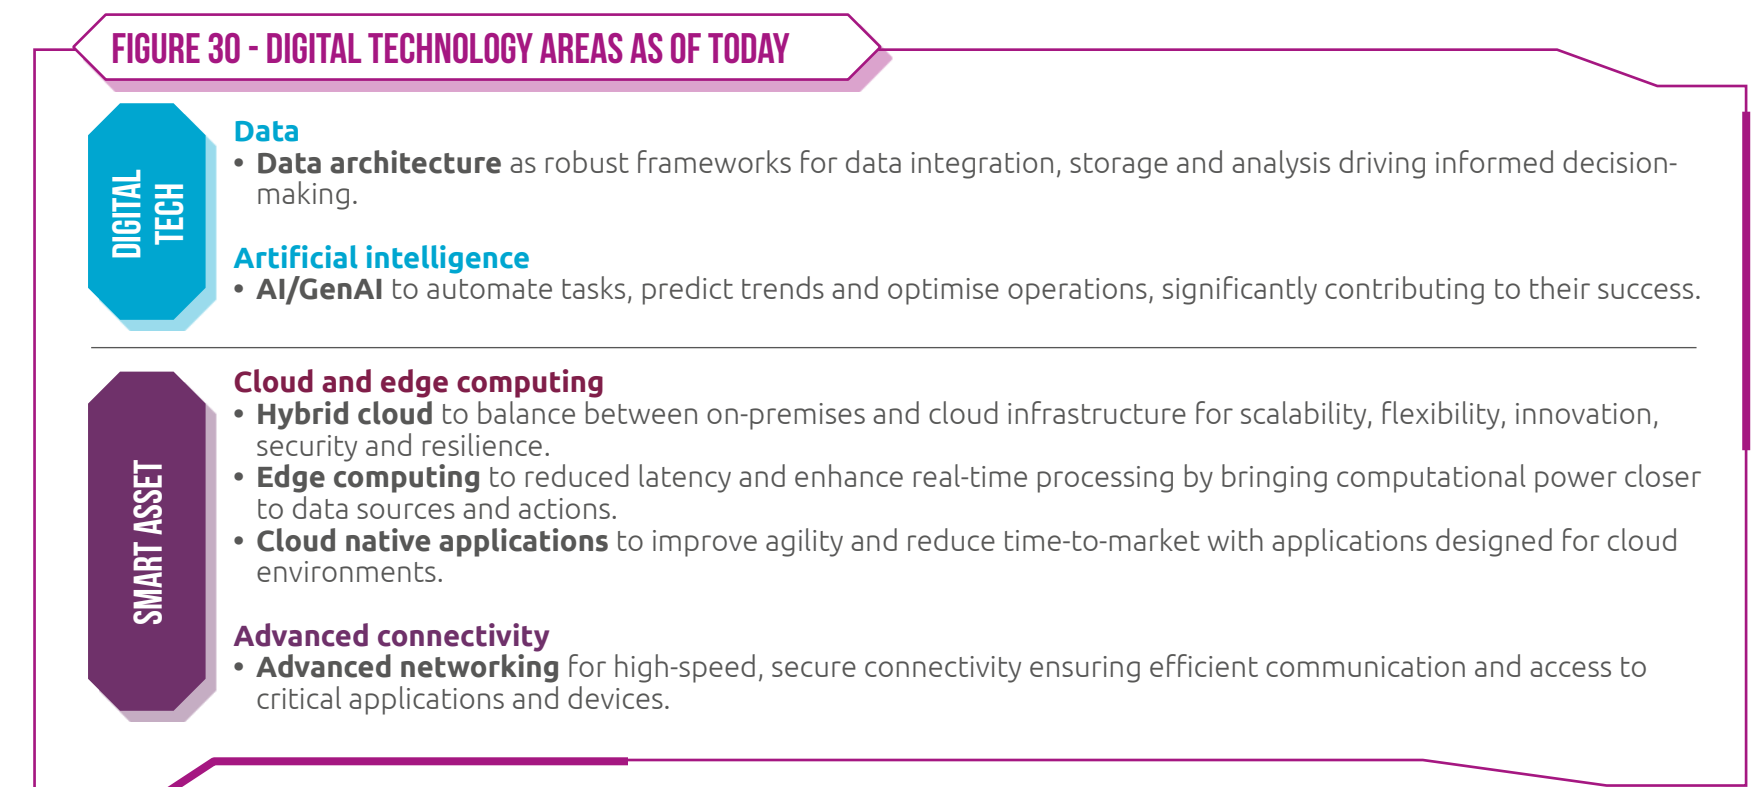 FIGURE 30 - DIGITAL TECHNOLOGY AREAS AS OF TODAY
DIGITAL
TECH
Data
• Data architecture as robust frameworks for data integration, storage and analysis driving informed decision-
making.
Artificial intelligence
• AI/GenAI to automate tasks, predict trends and optimise operations, significantly contributing to their success.
SMART ASSET
Cloud and edge computing
• Hybrid cloud to balance between on-premises and cloud infrastructure for scalability, flexibility, innovation,
security and resilience.
• Edge computing to reduced latency and enhance real-time processing by bringing computational power closer
to data sources and actions.
• Cloud native applications to improve agility and reduce time-to-market with applications designed for cloud
environments.
Advanced connectivity
• Advanced networking for high-speed, secure connectivity ensuring efficient communication and access to
critical applications and devices.